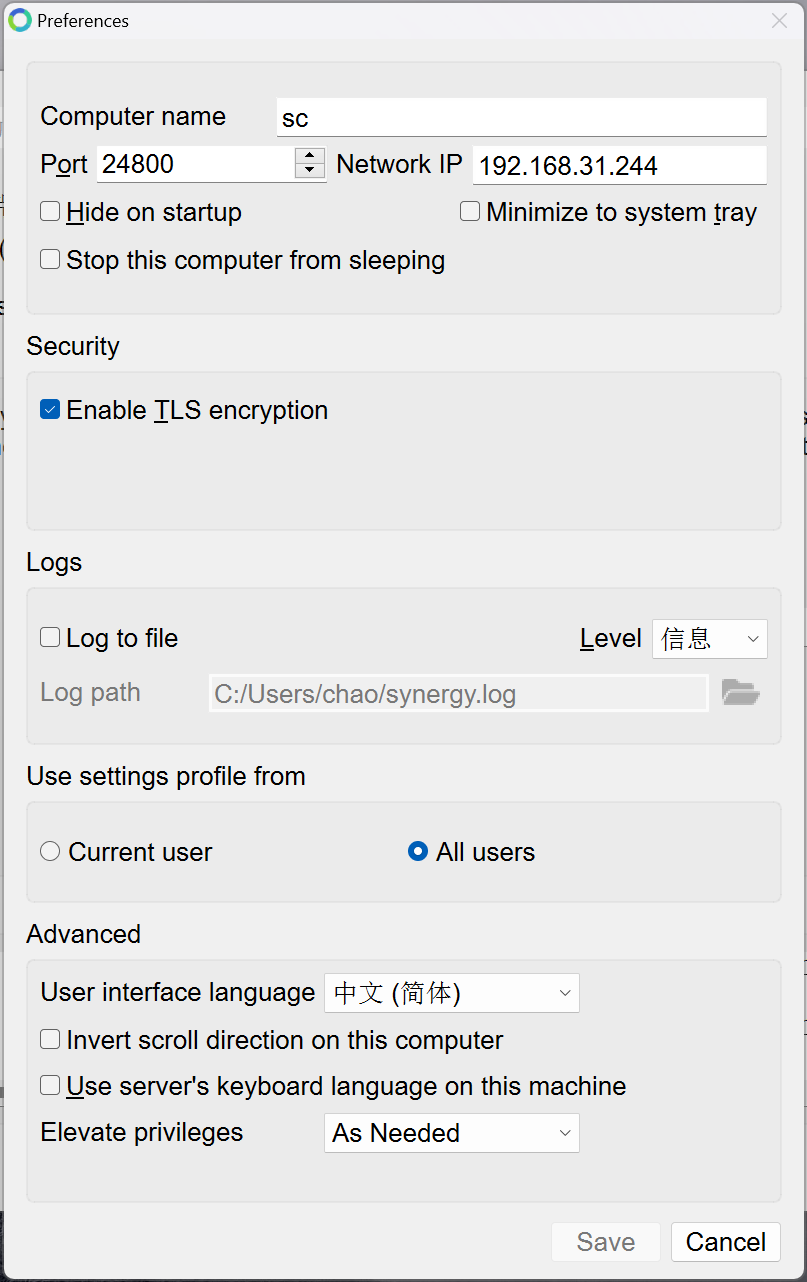 Preferences
Computer name sc
Port 24800 Network IP 192.168.31.244
Hide on startup Minimize to system tray
Stop this computer from sleeping
Security
Enable TLS encryption
Logs
Log to file Level 信息
Log path C:/Users/chao/synergy.log
Use settings profile from
Current user All users
Advanced
User interface language 中文 (简体)
Invert scroll direction on this computer
Use server's keyboard language on this machine
Elevate privileges As Needed
Save Cancel